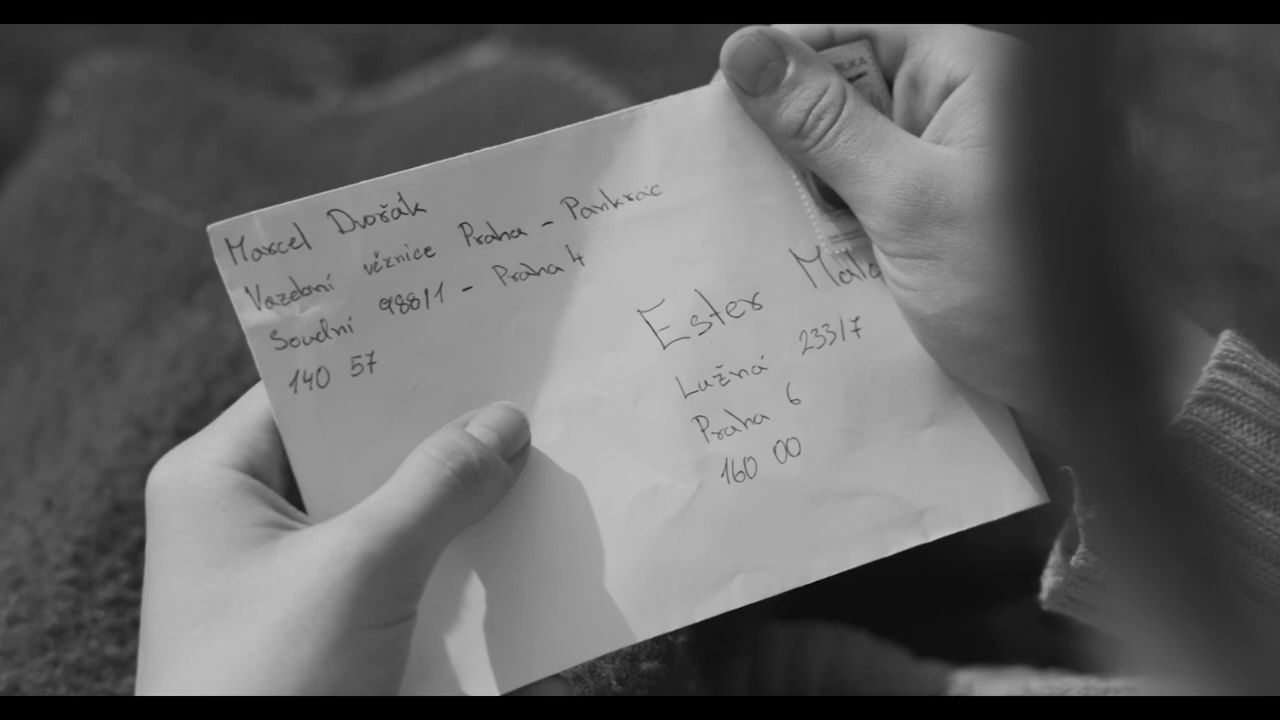 Marcel Dvořák
Vazební věznice Praha - Pankrác
Soudní 988/1 - Praha 4
140 57
Ester
Lužná 233/7
Praha 6
160 00